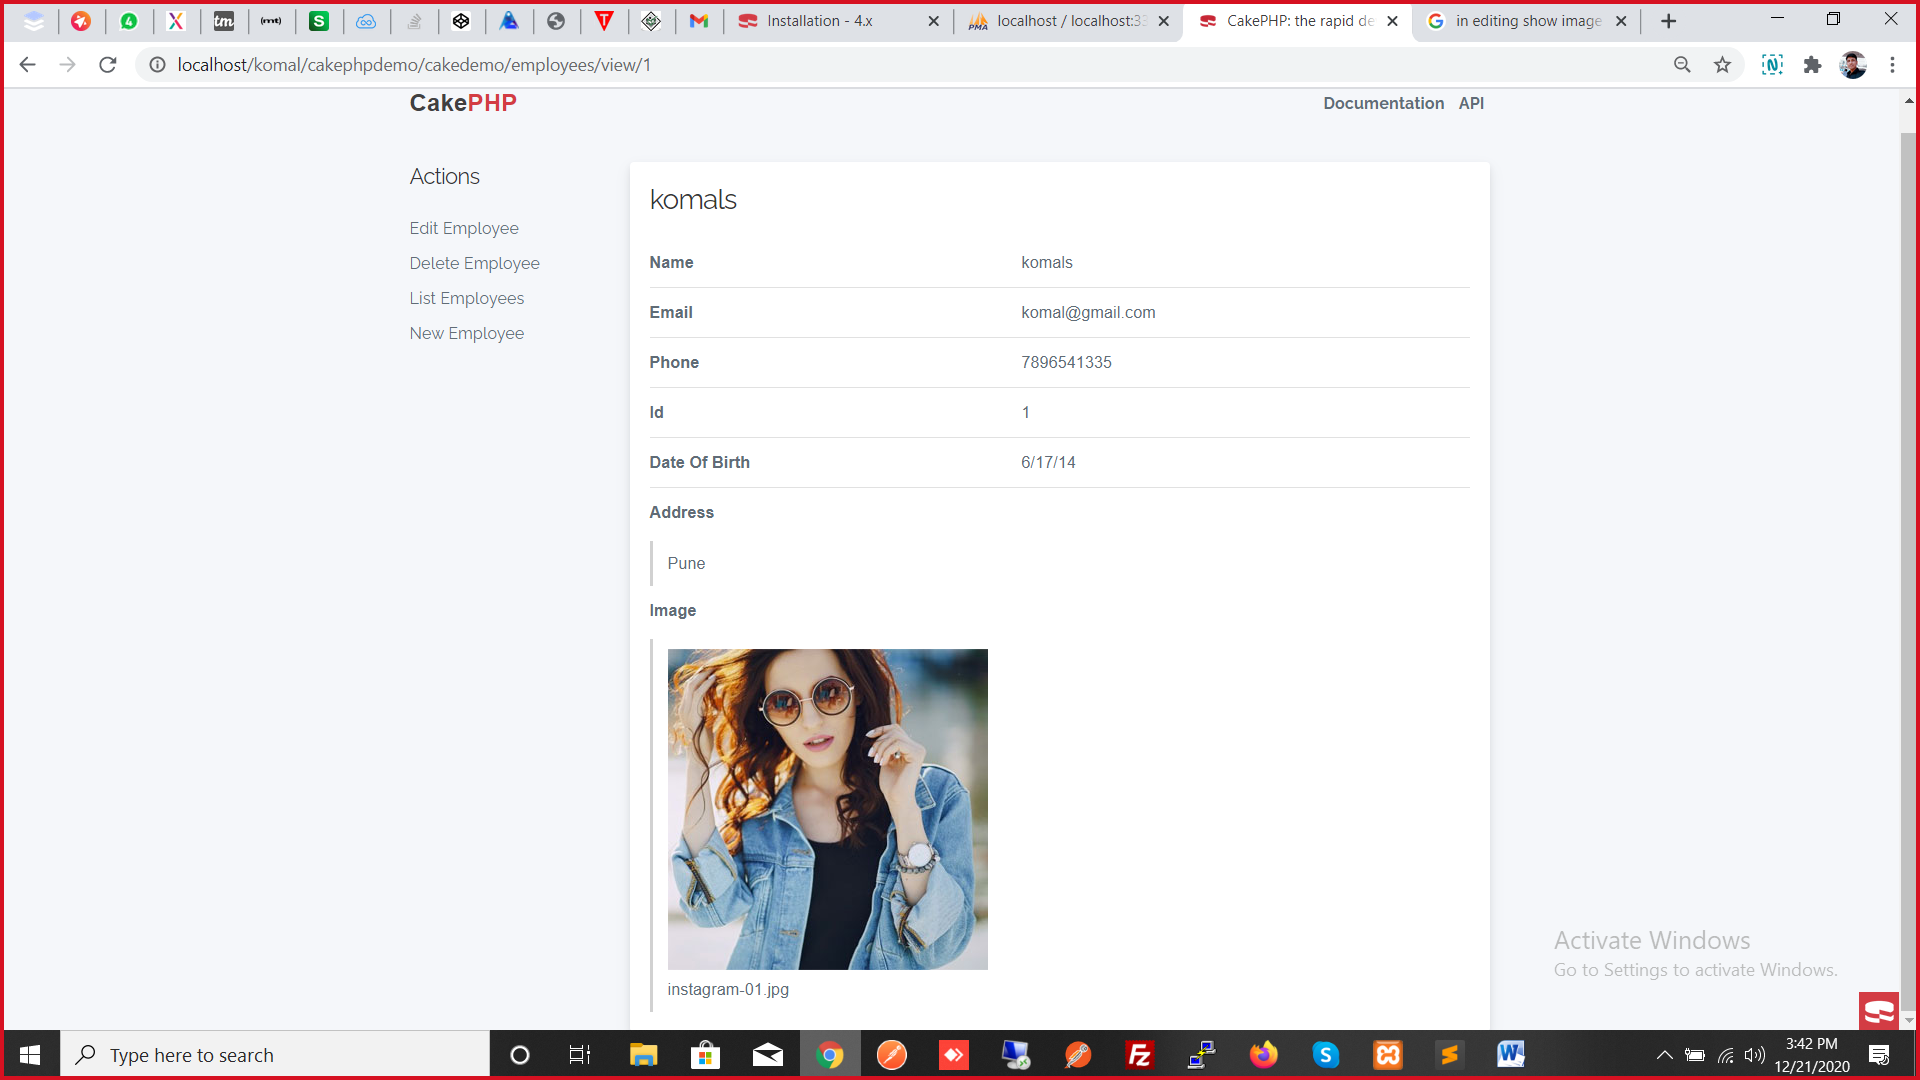 Installation - 4.x
localhost / localhost:33
CakePHP: the rapid de
in editing show image
localhost/komal/cakephpdemo/cakedemo/employees/view/1
CakePHP
Documentation API
Actions
Edit Employee
Delete Employee
List Employees
New Employee
komals
Name komals
Email komal@gmail.com
Phone 7896541335
Id 1
Date Of Birth 6/17/14
Address
Pune
Image
instagram-01.jpg
Activate Windows
Go to Settings to activate Windows.
Type here to search
3:42 PM
12/21/2020